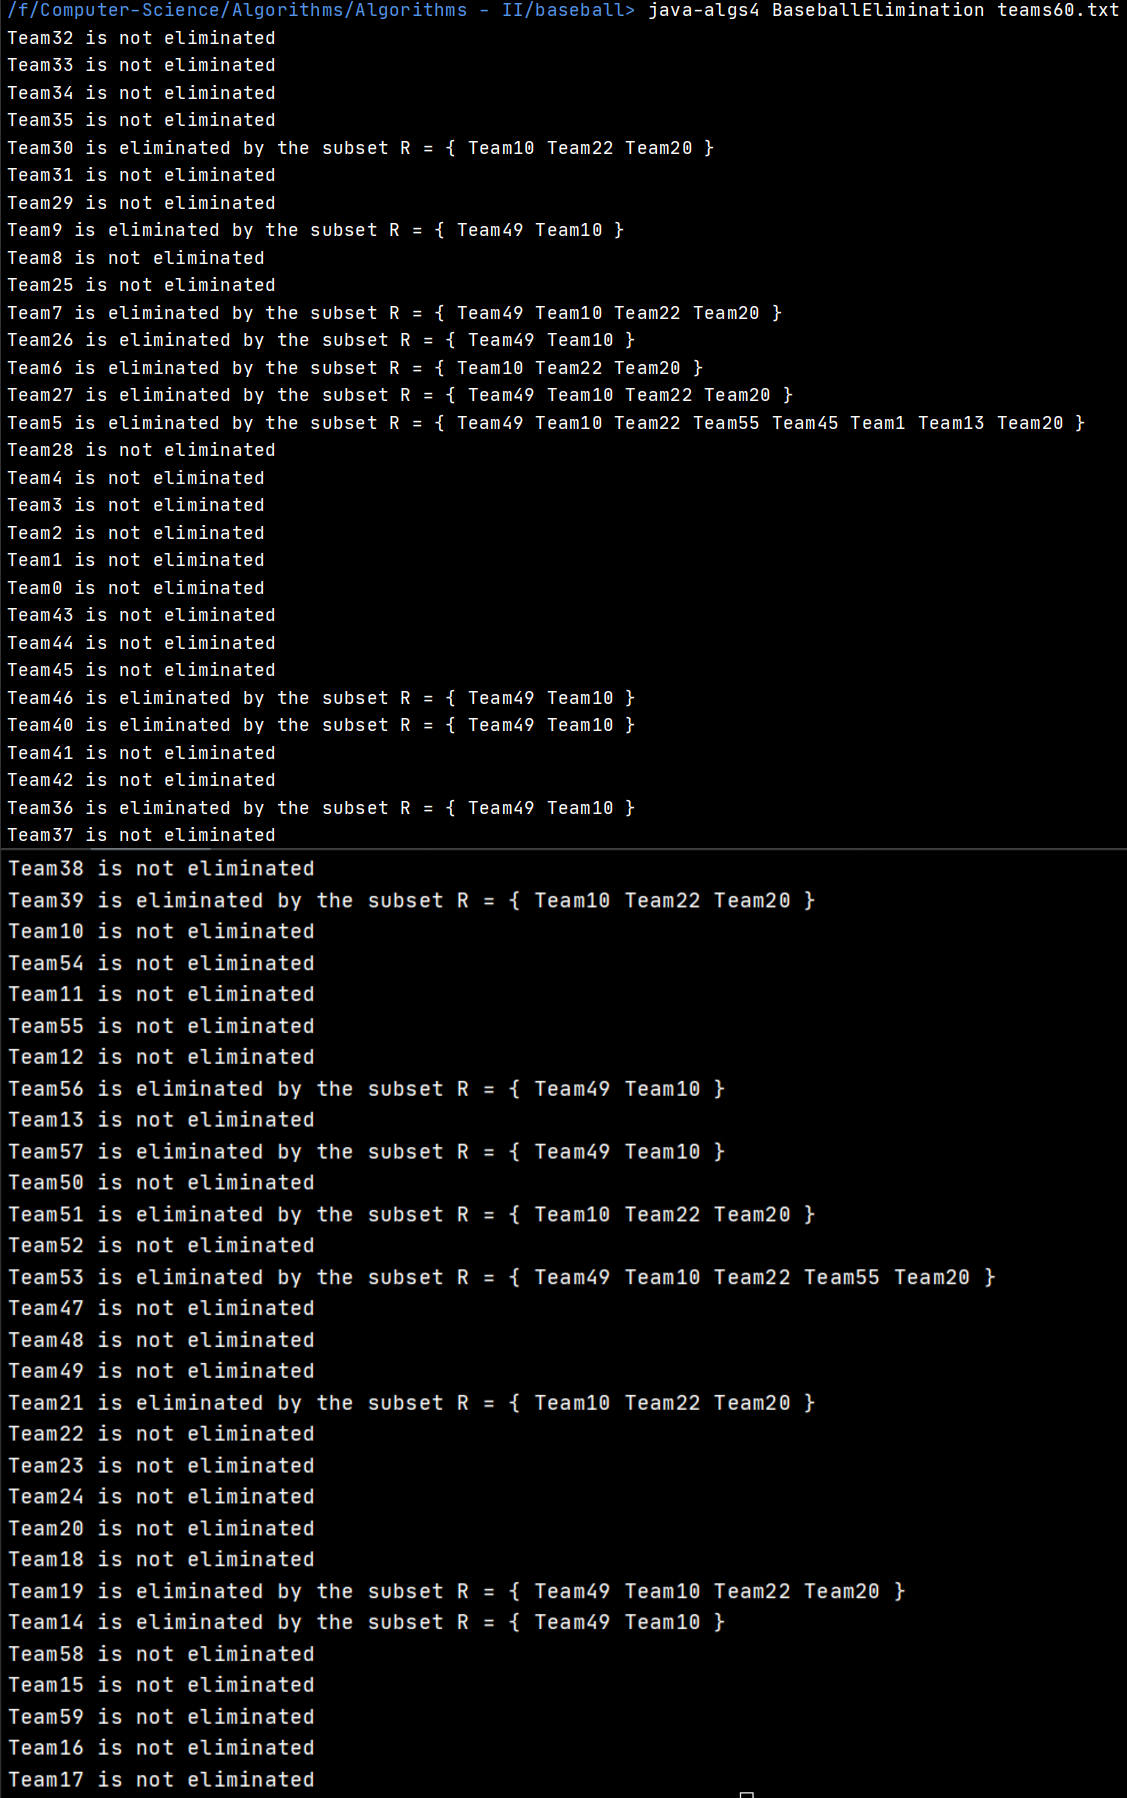 /f/Computer-Science/Algorithms/Algorithms - II/baseball> java-algs4 BaseballElimination teams60.txt
Team32 is not eliminated
Team33 is not eliminated
Team34 is not eliminated
Team35 is not eliminated
Team30 is eliminated by the subset R = { Team10 Team22 Team20 }
Team31 is not eliminated
Team29 is not eliminated
Team9 is eliminated by the subset R = { Team49 Team10 }
Team8 is not eliminated
Team25 is not eliminated
Team7 is eliminated by the subset R = { Team49 Team10 Team22 Team20 }
Team26 is eliminated by the subset R = { Team49 Team10 }
Team6 is eliminated by the subset R = { Team10 Team22 Team20 }
Team27 is eliminated by the subset R = { Team49 Team10 Team22 Team20 }
Team5 is eliminated by the subset R = { Team49 Team10 Team22 Team55 Team45 Team1 Team13 Team20 }
Team28 is not eliminated
Team4 is not eliminated
Team3 is not eliminated
Team2 is not eliminated
Team1 is not eliminated
Team0 is not eliminated
Team43 is not eliminated
Team44 is not eliminated
Team45 is not eliminated
Team46 is eliminated by the subset R = { Team49 Team10 }
Team40 is eliminated by the subset R = { Team49 Team10 }
Team41 is not eliminated
Team42 is not eliminated
Team36 is eliminated by the subset R = { Team49 Team10 }
Team37 is not eliminated
Team38 is not eliminated
Team39 is eliminated by the subset R = { Team10 Team22 Team20 }
Team10 is not eliminated
Team54 is not eliminated
Team11 is not eliminated
Team55 is not eliminated
Team12 is not eliminated
Team56 is eliminated by the subset R = { Team49 Team10 }
Team13 is not eliminated
Team57 is eliminated by the subset R = { Team49 Team10 }
Team50 is not eliminated
Team51 is eliminated by the subset R = { Team10 Team22 Team20 }
Team52 is not eliminated
Team53 is eliminated by the subset R = { Team49 Team10 Team22 Team55 Team20 }
Team47 is not eliminated
Team48 is not eliminated
Team49 is not eliminated
Team21 is eliminated by the subset R = { Team10 Team22 Team20 }
Team22 is not eliminated
Team23 is not eliminated
Team24 is not eliminated
Team20 is not eliminated
Team18 is not eliminated
Team19 is eliminated by the subset R = { Team49 Team10 Team22 Team20 }
Team14 is eliminated by the subset R = { Team49 Team10 }
Team58 is not eliminated
Team15 is not eliminated
Team59 is not eliminated
Team16 is not eliminated
Team17 is not eliminated